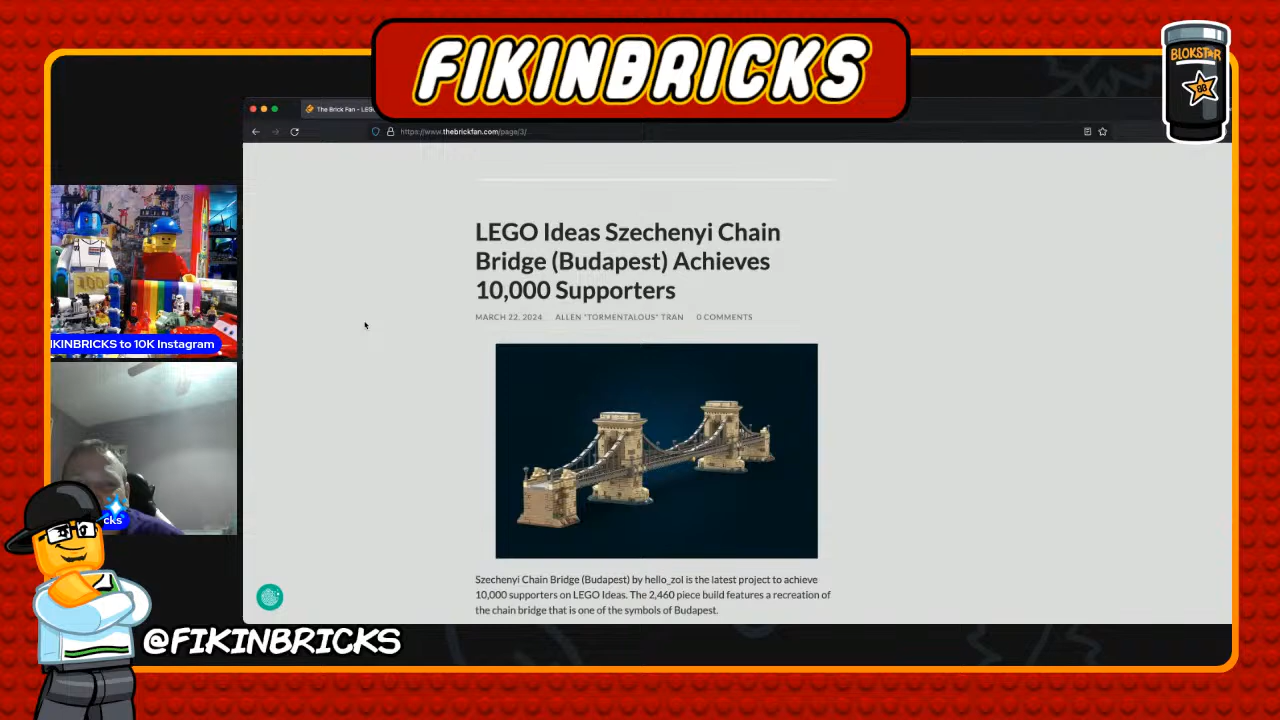 FIKINBRICKS
BLOKSTAR
The Brick Fan - LEGO
https://www.thebrickfan.com/page/3/
LEGO Ideas Szechenyi Chain
Bridge (Budapest) Achieves
10,000 Supporters
MARCH 22, 2024
ALLEN "TORMENTALOUS" TRAN
0 COMMENTS
IKINBRICKS to 10K Instagram
cks
Szechenyi Chain Bridge (Budapest) by hello_zol is the latest project to achieve
10,000 supporters on LEGO Ideas. The 2,460 piece build features a recreation of
the chain bridge that is one of the symbols of Budapest.
@FIKINBRICKS